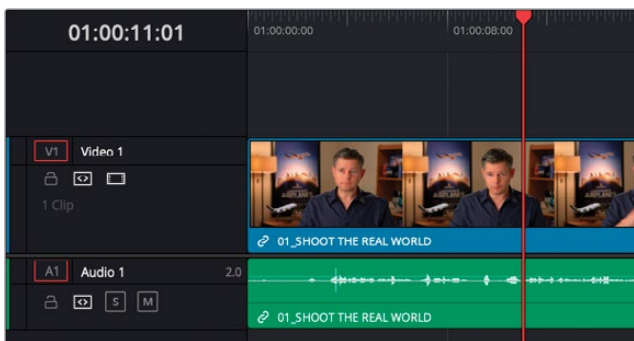 01:00:11:01
01:00:00:00
01:00:08:00
V1 Video 1
1 Clip
01_SHOOT THE REAL WORLD
A1 Audio 1 2.0
S M
01_SHOOT THE REAL WORLD